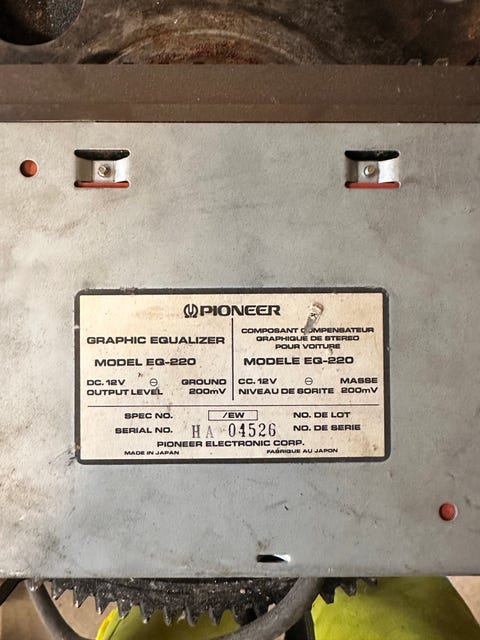 PIONEER
GRAPHIC EQUALIZER
MODEL EQ-220
DC. 12V ⊖ GROUND
OUTPUT LEVEL 200mV
COMPOSANT COMPENSATEUR
GRAPHIQUE DE STEREO
POUR VOITURE
MODELE EQ-220
CC. 12V ⊖ MASSE
NIVEAU DE SORITE 200mV
SPEC NO. /EW NO. DE LOT
SERIAL NO. HA 04526 NO. DE SERIE
PIONEER ELECTRONIC CORP.
MADE IN JAPAN FABRIQUE AU JAPON